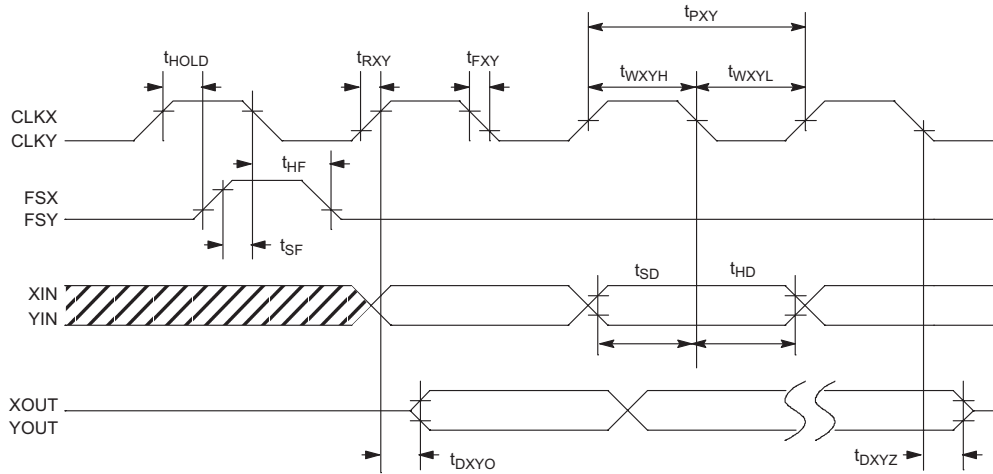 tPXY
tHOLD
tRXY
tFXY
tWXYH
tWXYL
CLKX
CLKY
tHF
FSX
FSY
tSF
XIN
YIN
tSD
tHD
XOUT
YOUT
tDXYO
tDXYZ